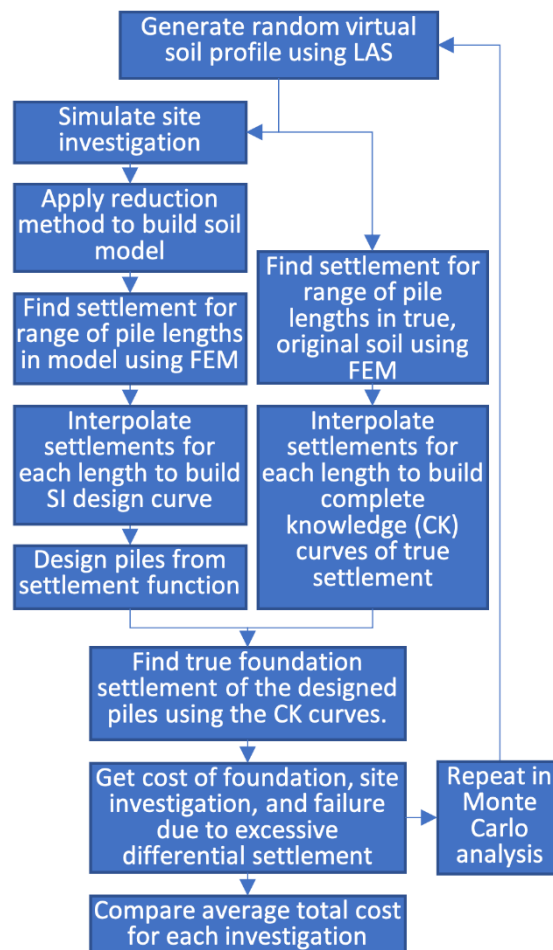 Generate random virtual
soil profile using LAS
Simulate site
investigation
Apply reduction
method to build soil
model
Find settlement for
range of pile lengths
in model using FEM
Interpolate
settlements for
each length to build
SI design curve
Design piles from
settlement function
Find settlement for
range of pile
lengths in true,
original soil using
FEM
Interpolate
settlements for
each length to build
complete
knowledge (CK)
curves of true
settlement
Find true foundation
settlement of the designed
piles using the CK curves.
Get cost of foundation, site
investigation, and failure
due to excessive
differential settlement
Repeat in
Monte
Carlo
analysis
Compare average total cost
for each investigation